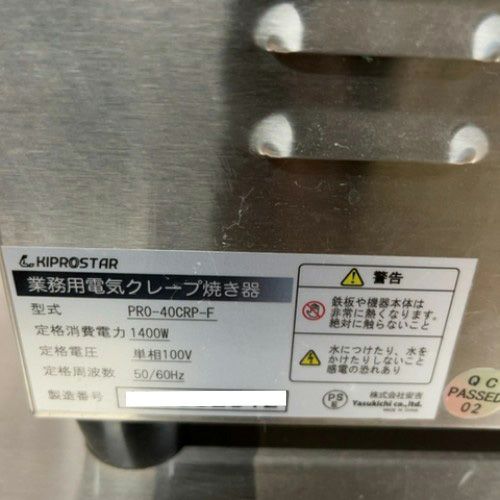 KIPROSTAR
業務用電気クレープ焼き器
型式 PRO-40CRP-F
定格消費電力 1400W
定格電圧 単相100V
定格周波数 50/60Hz
製造番号
警告
鉄板や機器本体は
非常に熱くなります。
絶対に触らないこと
水につけたり、水を
かけたりしないこと
感電の恐れあり
PS
E
株式会社安吉
Yasukichi co.,ltd.
MADE IN CHINA
QC
PASSED
02